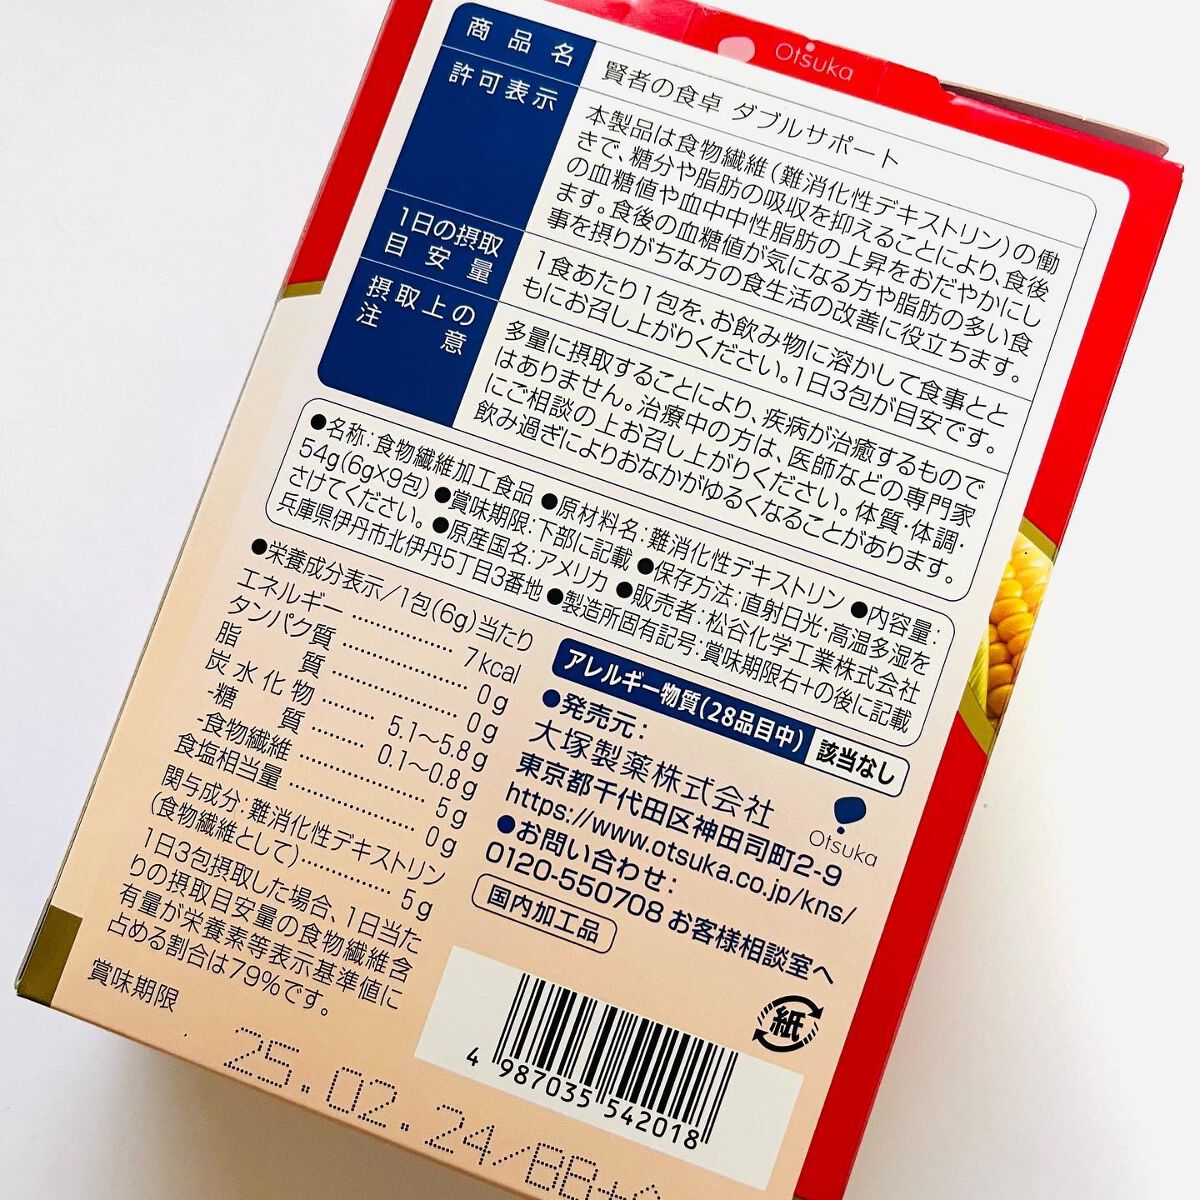 Otsuka
商品名
賢者の食卓 ダブルサポート
許可表示
本製品は食物繊維(難消化性デキストリン)の働
きで、糖分や脂肪の吸収を抑えることにより、食後
の血糖値や血中中性脂肪の上昇をおだやかにし
ます。食後の血糖値が気になる方や脂肪の多い食
事を摂りがちな方の食生活の改善に役立ちます。
1日の摂取
目安量
1食あたり1包を、お飲み物に溶かして食事とと
もにお召し上がりください。1日3包が目安です。
摂取上の
注意
多量に摂取することにより、疾病が治癒するもので
はありません。治療中の方は、医師などの専門家
にご相談の上お召し上がりください。体質・体調・
飲み過ぎによりおなかがゆるくなることがあります。
●名称:食物繊維加工食品 ●原材料名:難消化性デキストリン ●内容量:
54g(6g×9包) ●賞味期限:下部に記載 ●保存方法:直射日光・高温多湿を
さけてください。 ●原産国名:アメリカ ●販売者:松谷化学工業株式会社
兵庫県伊丹市北伊丹5丁目3番地 ●製造所固有記号:賞味期限右+の後に記載
●栄養成分表示/1包(6g)当たり
エネルギー 7kcal
タンパク質 0g
脂質 0g
炭水化物 5.1〜5.8g
-糖質 0.1〜0.8g
-食物繊維 5g
食塩相当量 0g
関与成分:難消化性デキストリン
(食物繊維として) 5g
1日3包摂取した場合、1日当た
りの摂取目安量の食物繊維含
有量が栄養素等表示基準値に
占める割合は79%です。
賞味期限
25.02.24/BB+
アレルギー物質(28品目中) 該当なし
●発売元:
大塚製薬株式会社
東京都千代田区神田司町2-9
https://www.otsuka.co.jp/kns/
●お問い合わせ:
0120-550708 お客様相談室へ
Otsuka
国内加工品
紙
4 987035 542018